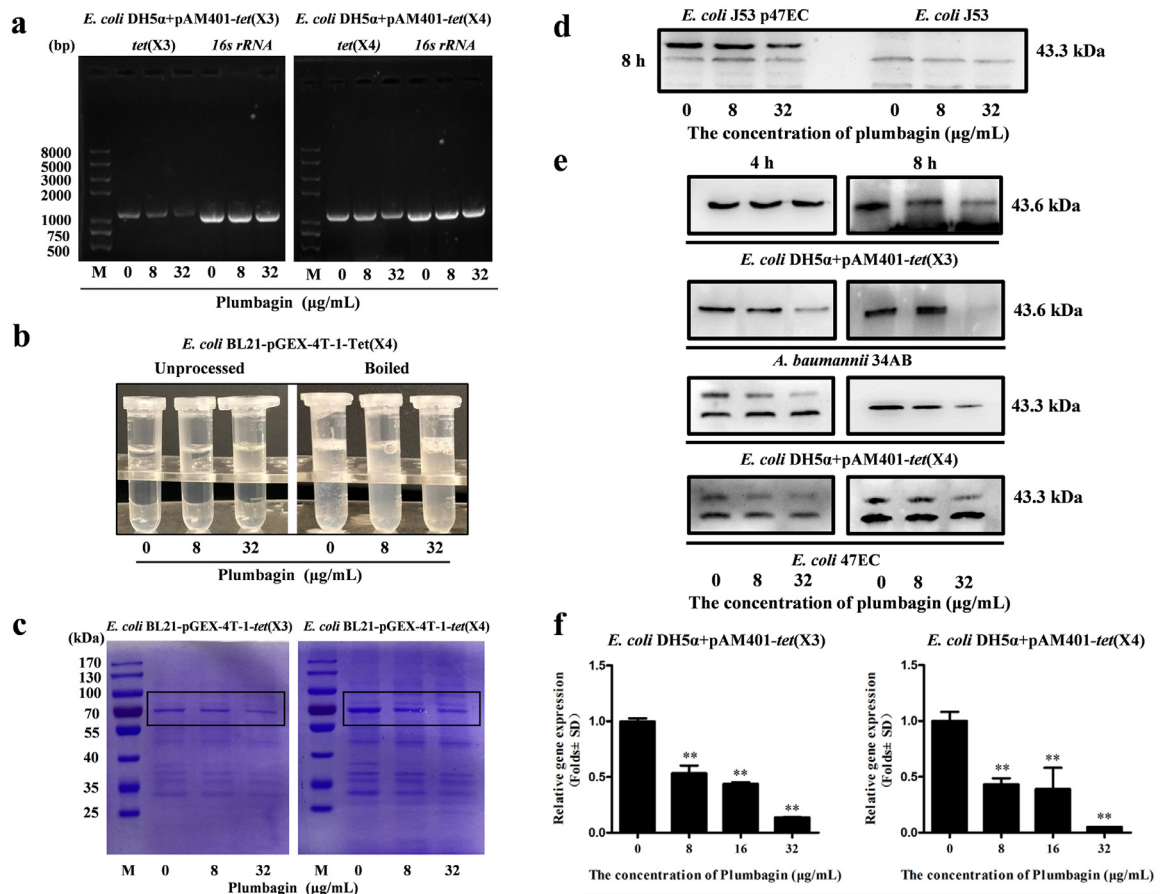 a
E. coli DH5α+pAM401-tet(X3) E. coli DH5α+pAM401-tet(X4)
(bp) tet(X3) 16s rRNA tet(X4) 16s rRNA
8000
5000
3000
2000
1000
750
500
M 0 8 32 0 8 32 M 0 8 32 0 8 32
Plumbagin (μg/mL)
b
E. coli BL21-pGEX-4T-1-Tet(X4)
Unprocessed Boiled
0 8 32 0 8 32
Plumbagin (μg/mL)
c
E. coli BL21-pGEX-4T-1-tet(X3) E. coli BL21-pGEX-4T-1-tet(X4)
(kDa)
170
130
100
70
55
40
35
25
M 0 8 32 M 0 8 32
Plumbagin (μg/mL)
d
E. coli J53 p47EC E. coli J53
8 h 43.3 kDa
0 8 32 0 8 32
The concentration of plumbagin (μg/mL)
e
4 h 8 h
43.6 kDa
E. coli DH5α+pAM401-tet(X3)
43.6 kDa
A. baumannii 34AB
43.3 kDa
E. coli DH5α+pAM401-tet(X4)
43.3 kDa
E. coli 47EC
0 8 32 0 8 32
The concentration of plumbagin (μg/mL)
f
E. coli DH5α+pAM401-tet(X3) E. coli DH5α+pAM401-tet(X4)
Relative gene expression
(Folds± SD)
1.5
1.0
0.5
0.0
** ** **
0 8 16 32
The concentration of Plumbagin (μg/mL)
Relative gene expression
(Folds± SD)
1.5
1.0
0.5
0.0
** ** **
0 8 16 32
The concentration of Plumbagin (μg/mL)